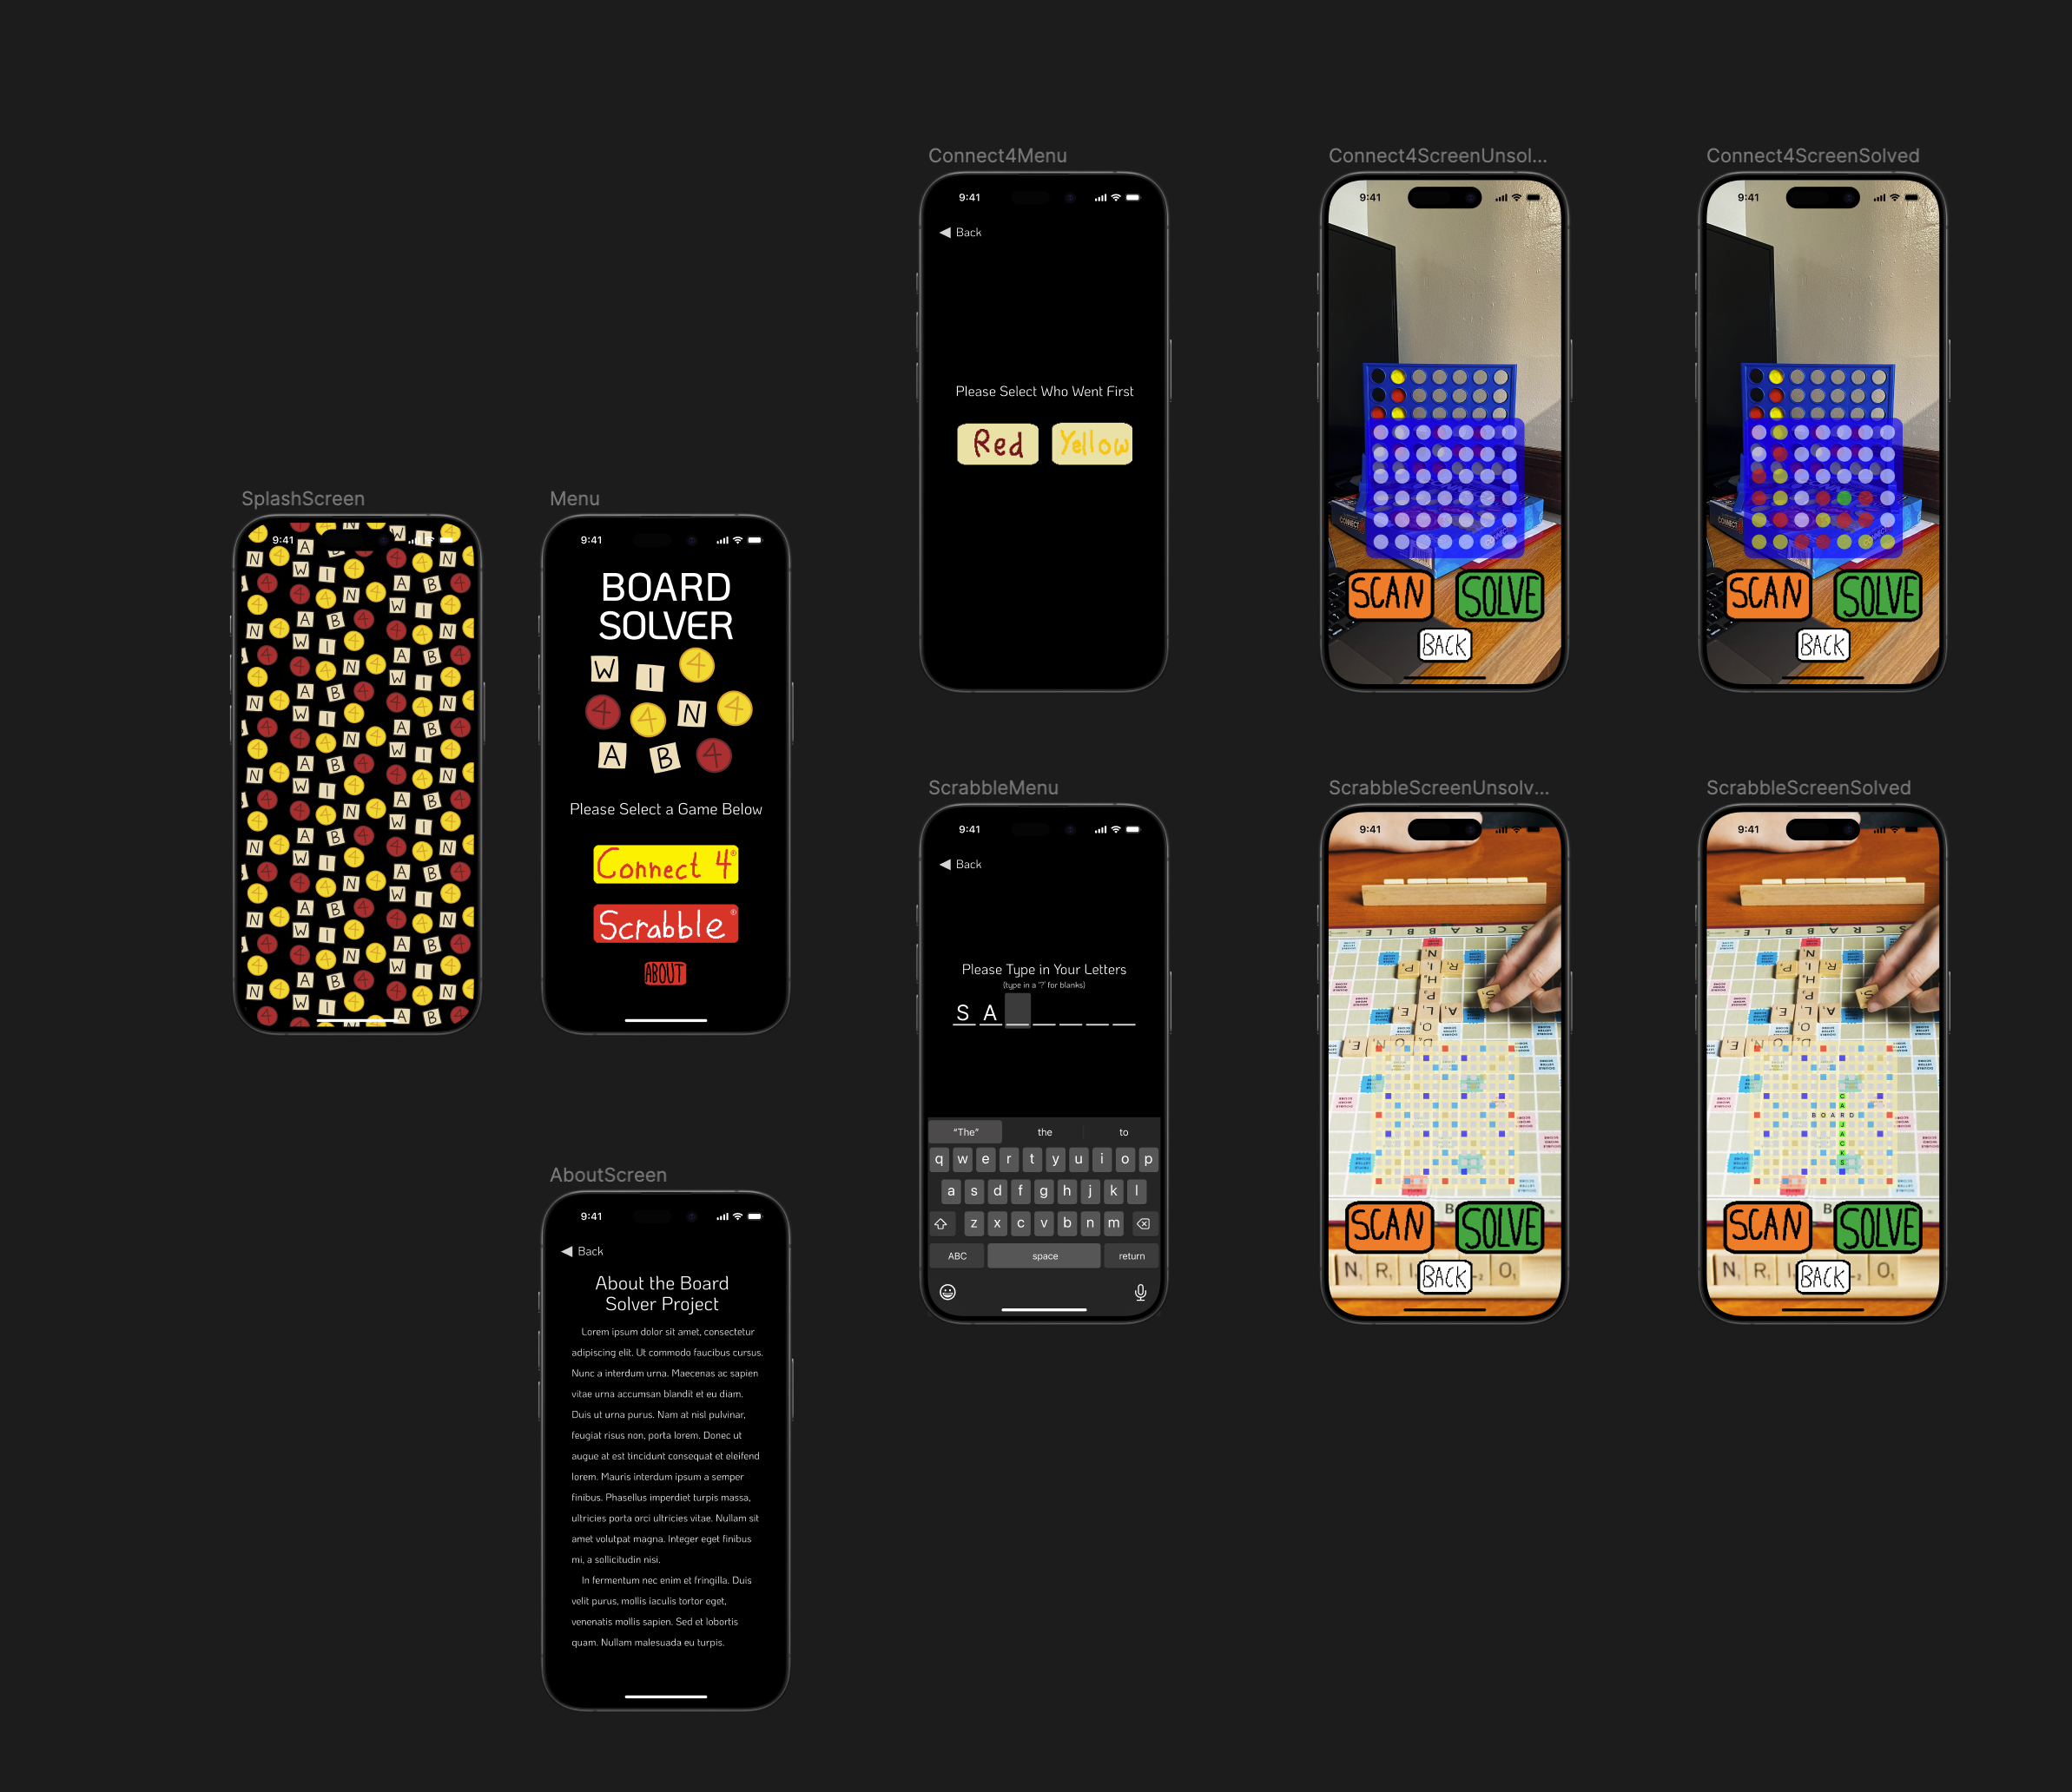 Connect4Menu
Connect4ScreenUnsol...
Connect4ScreenSolved
9:41
9:41
9:41
Back
Please Select Who Went First
Red
Yellow
SCAN
SOLVE
BACK
SCAN
SOLVE
BACK
SplashScreen
Menu
9:41
9:41
BOARD
SOLVER
W I 4
4 4 N 4
A B 4
Please Select a Game Below
Connect 4®
Scrabble®
ABOUT
ScrabbleMenu
ScrabbleScreenUnsolv...
ScrabbleScreenSolved
9:41
9:41
9:41
Back
Please Type in Your Letters
(type in a '?' for blanks)
S A
"The" the to
q w e r t y u i o p
a s d f g h j k l
z x c v b n m
ABC space return
SCRABBLE
SCAN
SOLVE
BACK
N R I O
SCRABBLE
BOARD
CARJACKS
SCAN
SOLVE
BACK
N R I O
AboutScreen
9:41
Back
About the Board
Solver Project
Lorem ipsum dolor sit amet, consectetur
adipiscing elit. Ut commodo faucibus cursus.
Nunc a interdum urna. Maecenas ac sapien
vitae urna accumsan blandit et eu diam.
Duis ut urna purus. Nam at nisl pulvinar,
feugiat risus non, porta lorem. Donec ut
augue at est tincidunt consequat et eleifend
lorem. Mauris interdum ipsum a semper
finibus. Phasellus imperdiet turpis massa,
ultricies porta orci ultricies vitae. Nullam sit
amet volutpat magna. Integer eget finibus
mi, a sollicitudin nisi.
In fermentum nec enim et fringilla. Duis
velit purus, mollis iaculis tortor eget,
venenatis mollis sapien. Sed et lobortis
quam. Nullam malesuada eu turpis.